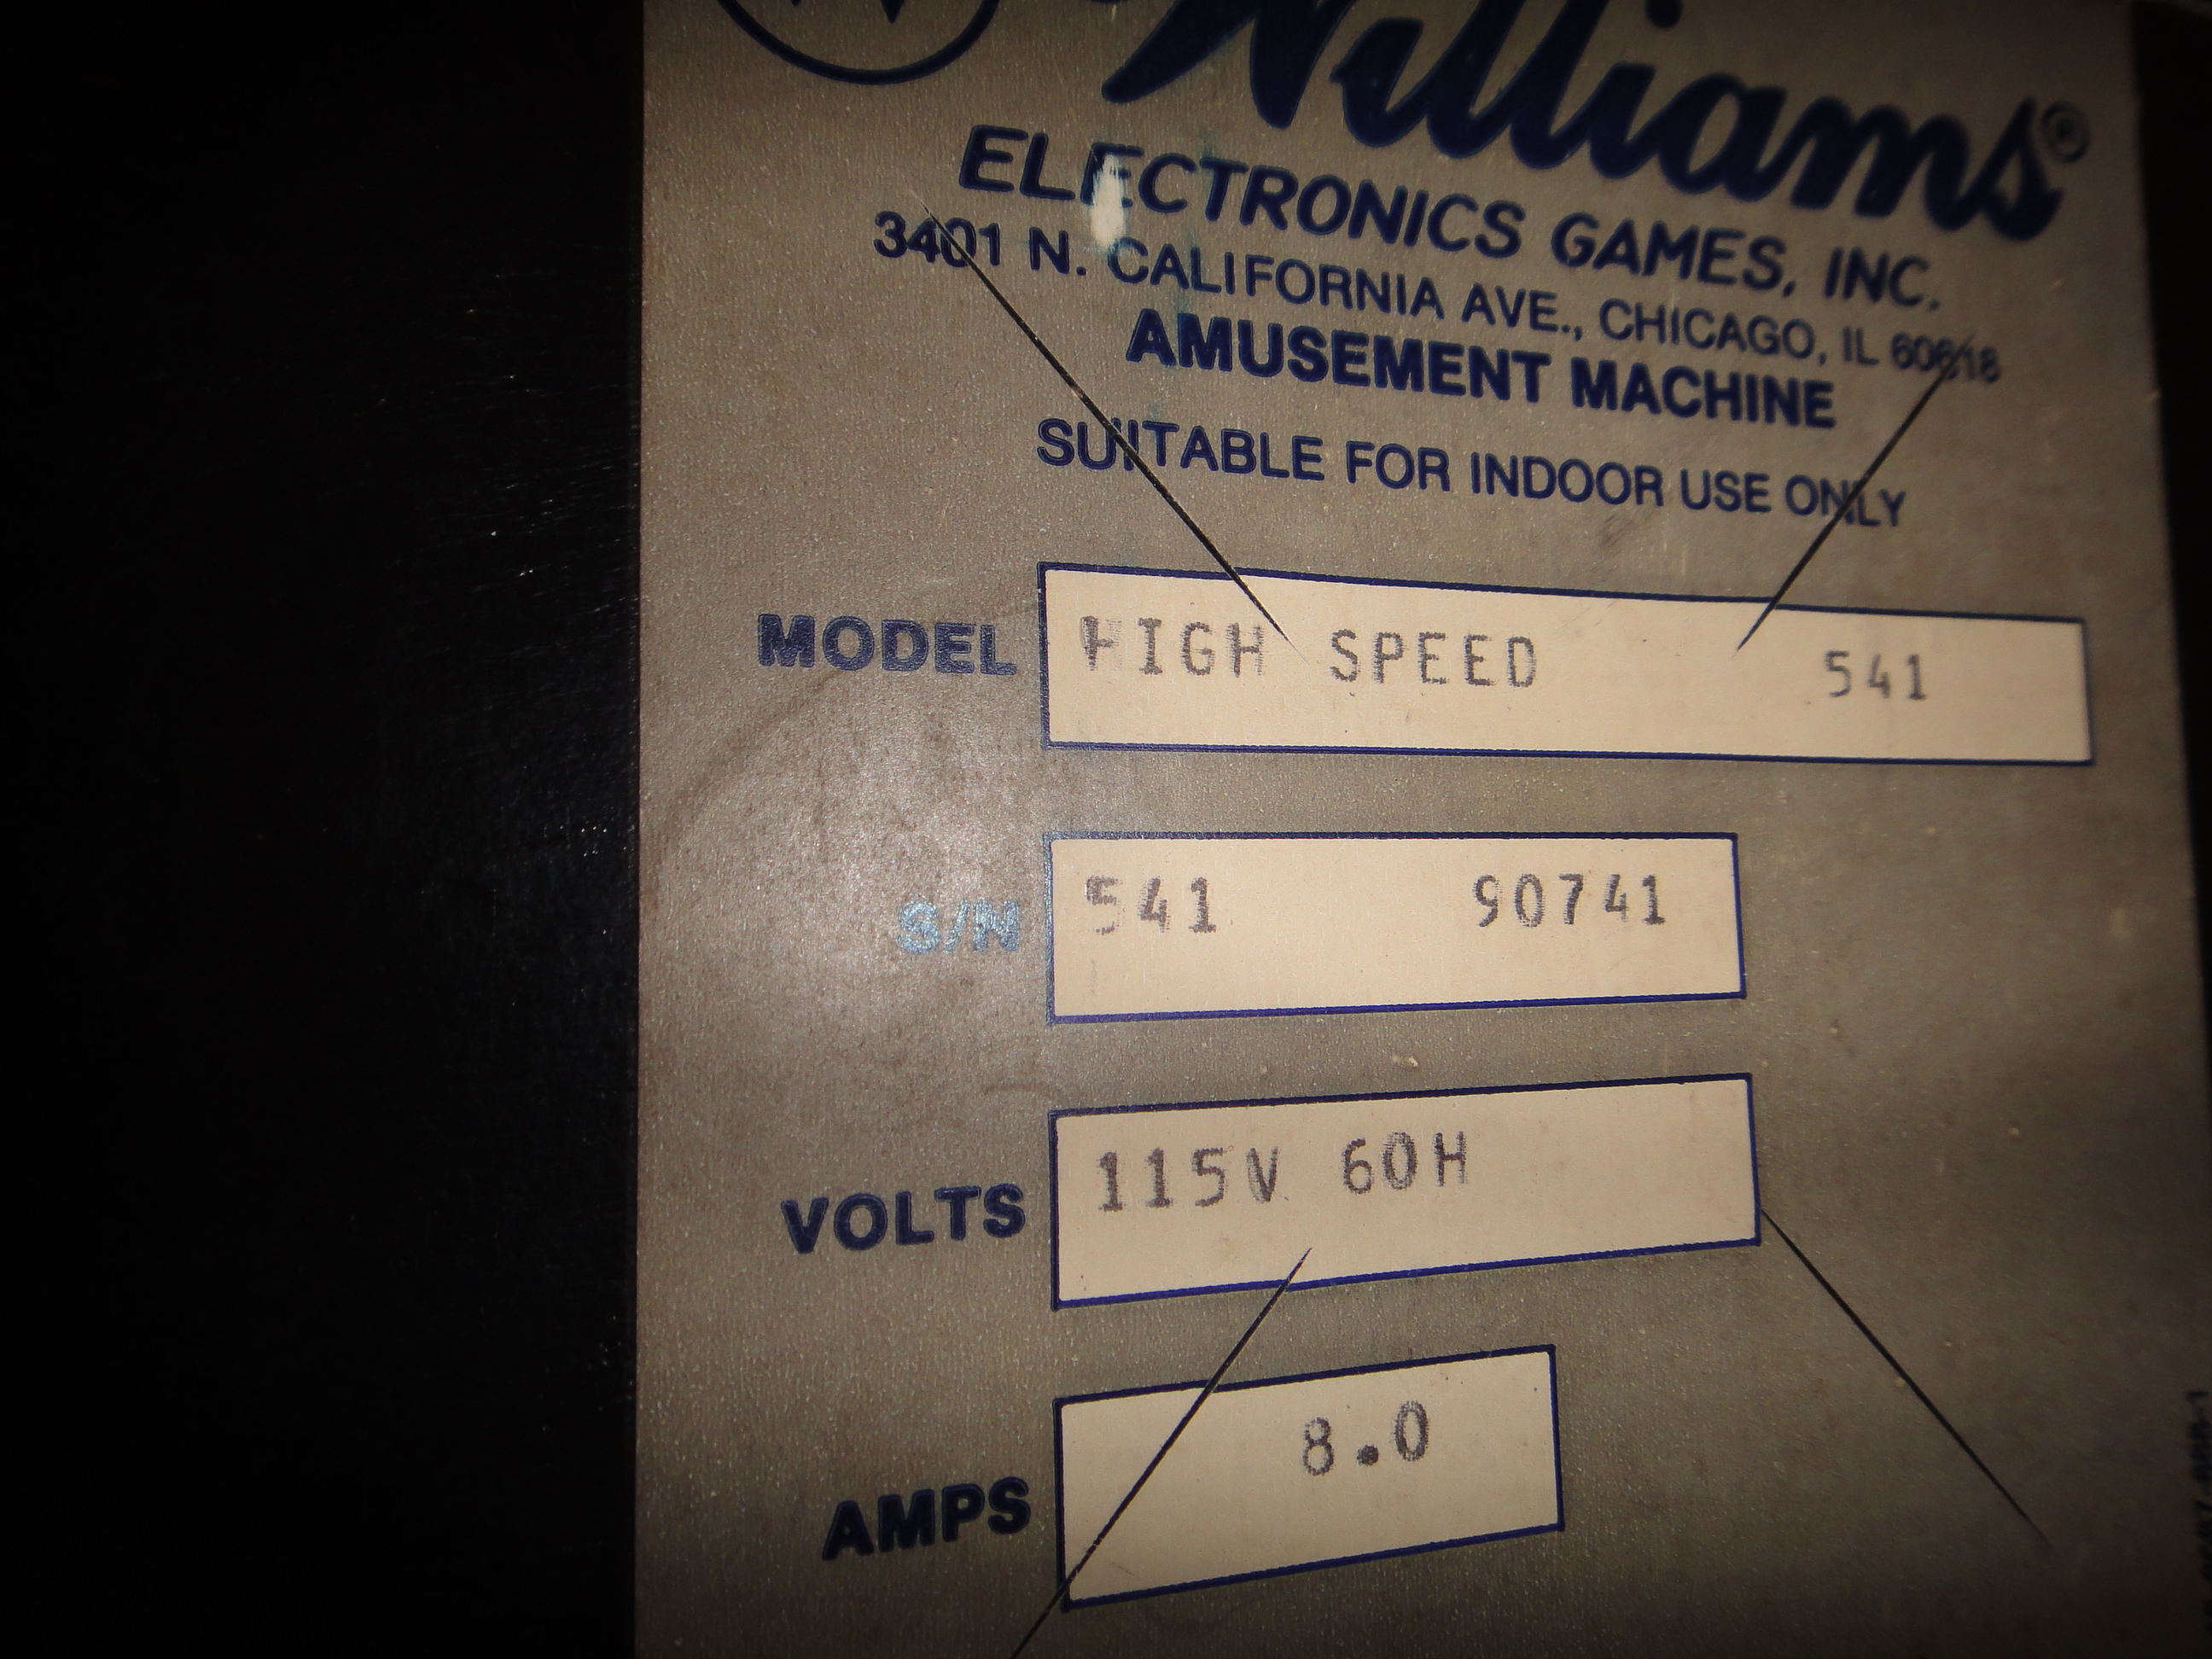 Williams®
ELECTRONICS GAMES, INC.
3401 N. CALIFORNIA AVE., CHICAGO, IL 60618
AMUSEMENT MACHINE
SUITABLE FOR INDOOR USE ONLY
MODEL HIGH SPEED 541
S/N 541 90741
VOLTS 115V 60H
AMPS 8.0